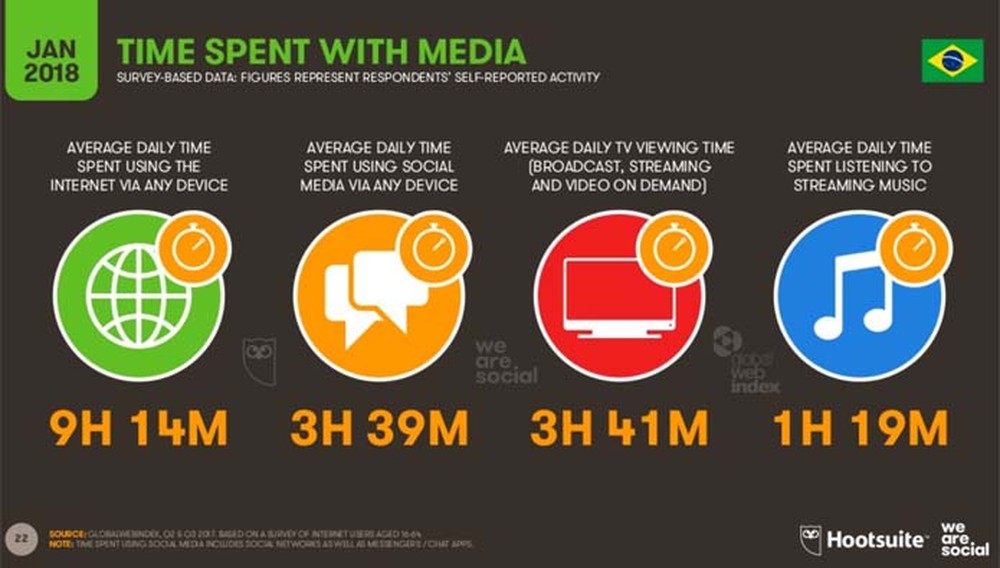 JAN
2018
TIME SPENT WITH MEDIA
SURVEY-BASED DATA: FIGURES REPRESENT RESPONDENTS' SELF-REPORTED ACTIVITY
AVERAGE DAILY TIME
SPENT USING THE
INTERNET VIA ANY DEVICE
9H 14M
AVERAGE DAILY TIME
SPENT USING SOCIAL
MEDIA VIA ANY DEVICE
3H 39M
AVERAGE DAILY TV VIEWING TIME
(BROADCAST, STREAMING
AND VIDEO ON DEMAND)
3H 41M
AVERAGE DAILY TIME
SPENT LISTENING TO
STREAMING MUSIC
1H 19M
we
are
social
global
web
index
22
SOURCE: GLOBALWEBINDEX, Q2 & Q3 2017. BASED ON A SURVEY OF INTERNET USERS AGED 16-64
NOTE: TIME SPENT USING SOCIAL MEDIA INCLUDES SOCIAL NETWORKS AS WELL AS MESSENGERS / CHAT APPS.
Hootsuite™
we
are
social